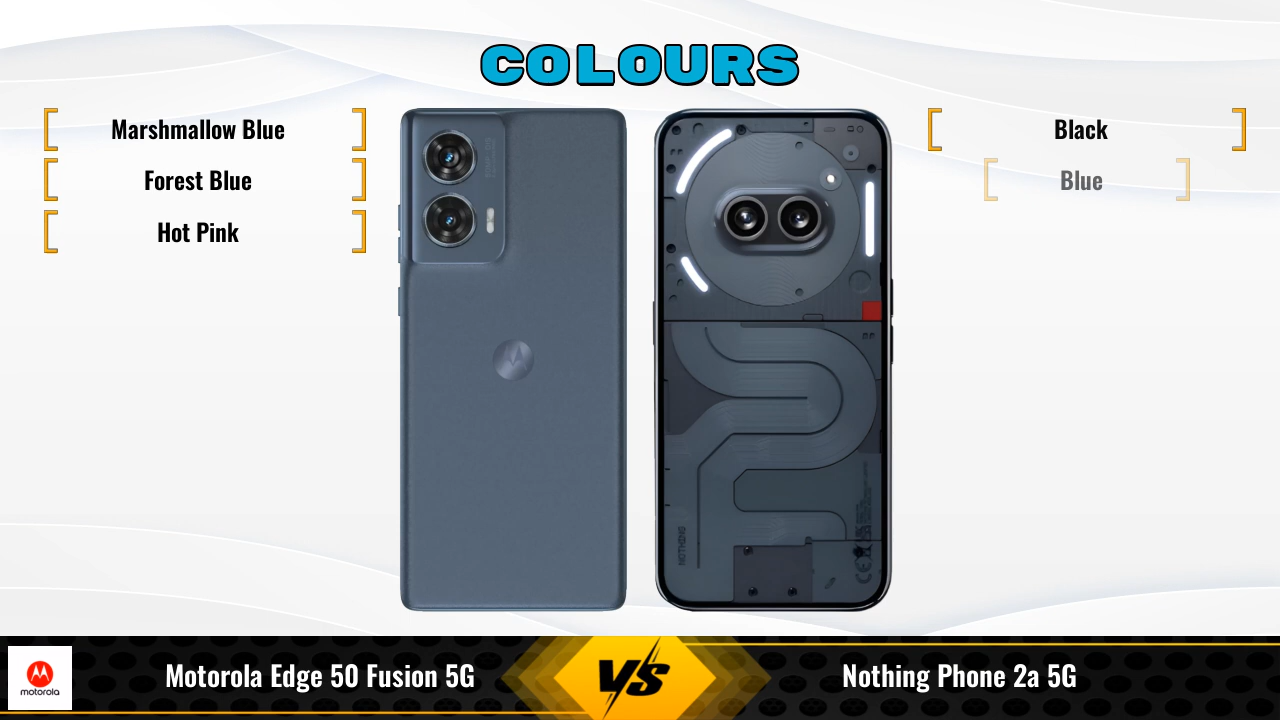 COLOURS
Marshmallow Blue
Forest Blue
Hot Pink
Black
Blue
NOTHING
motorola
Motorola Edge 50 Fusion 5G
VS
Nothing Phone 2a 5G